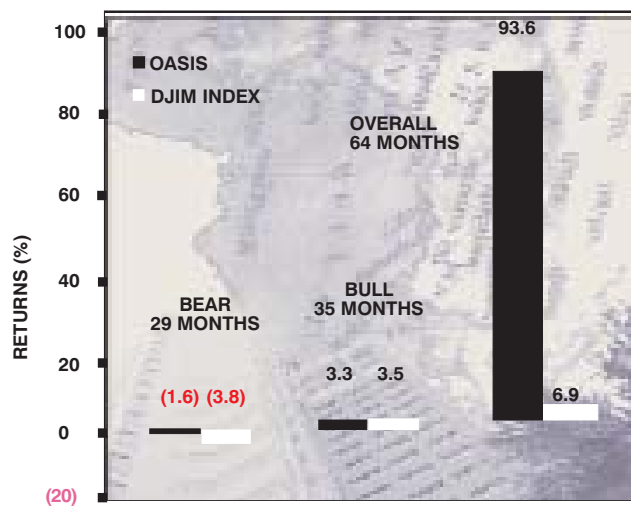 100
80
60
40
20
0
(20)
RETURNS (%)
OASIS
DJIM INDEX
BEAR
29 MONTHS
(1.6) (3.8)
BULL
35 MONTHS
3.3 3.5
OVERALL
64 MONTHS
93.6
6.9